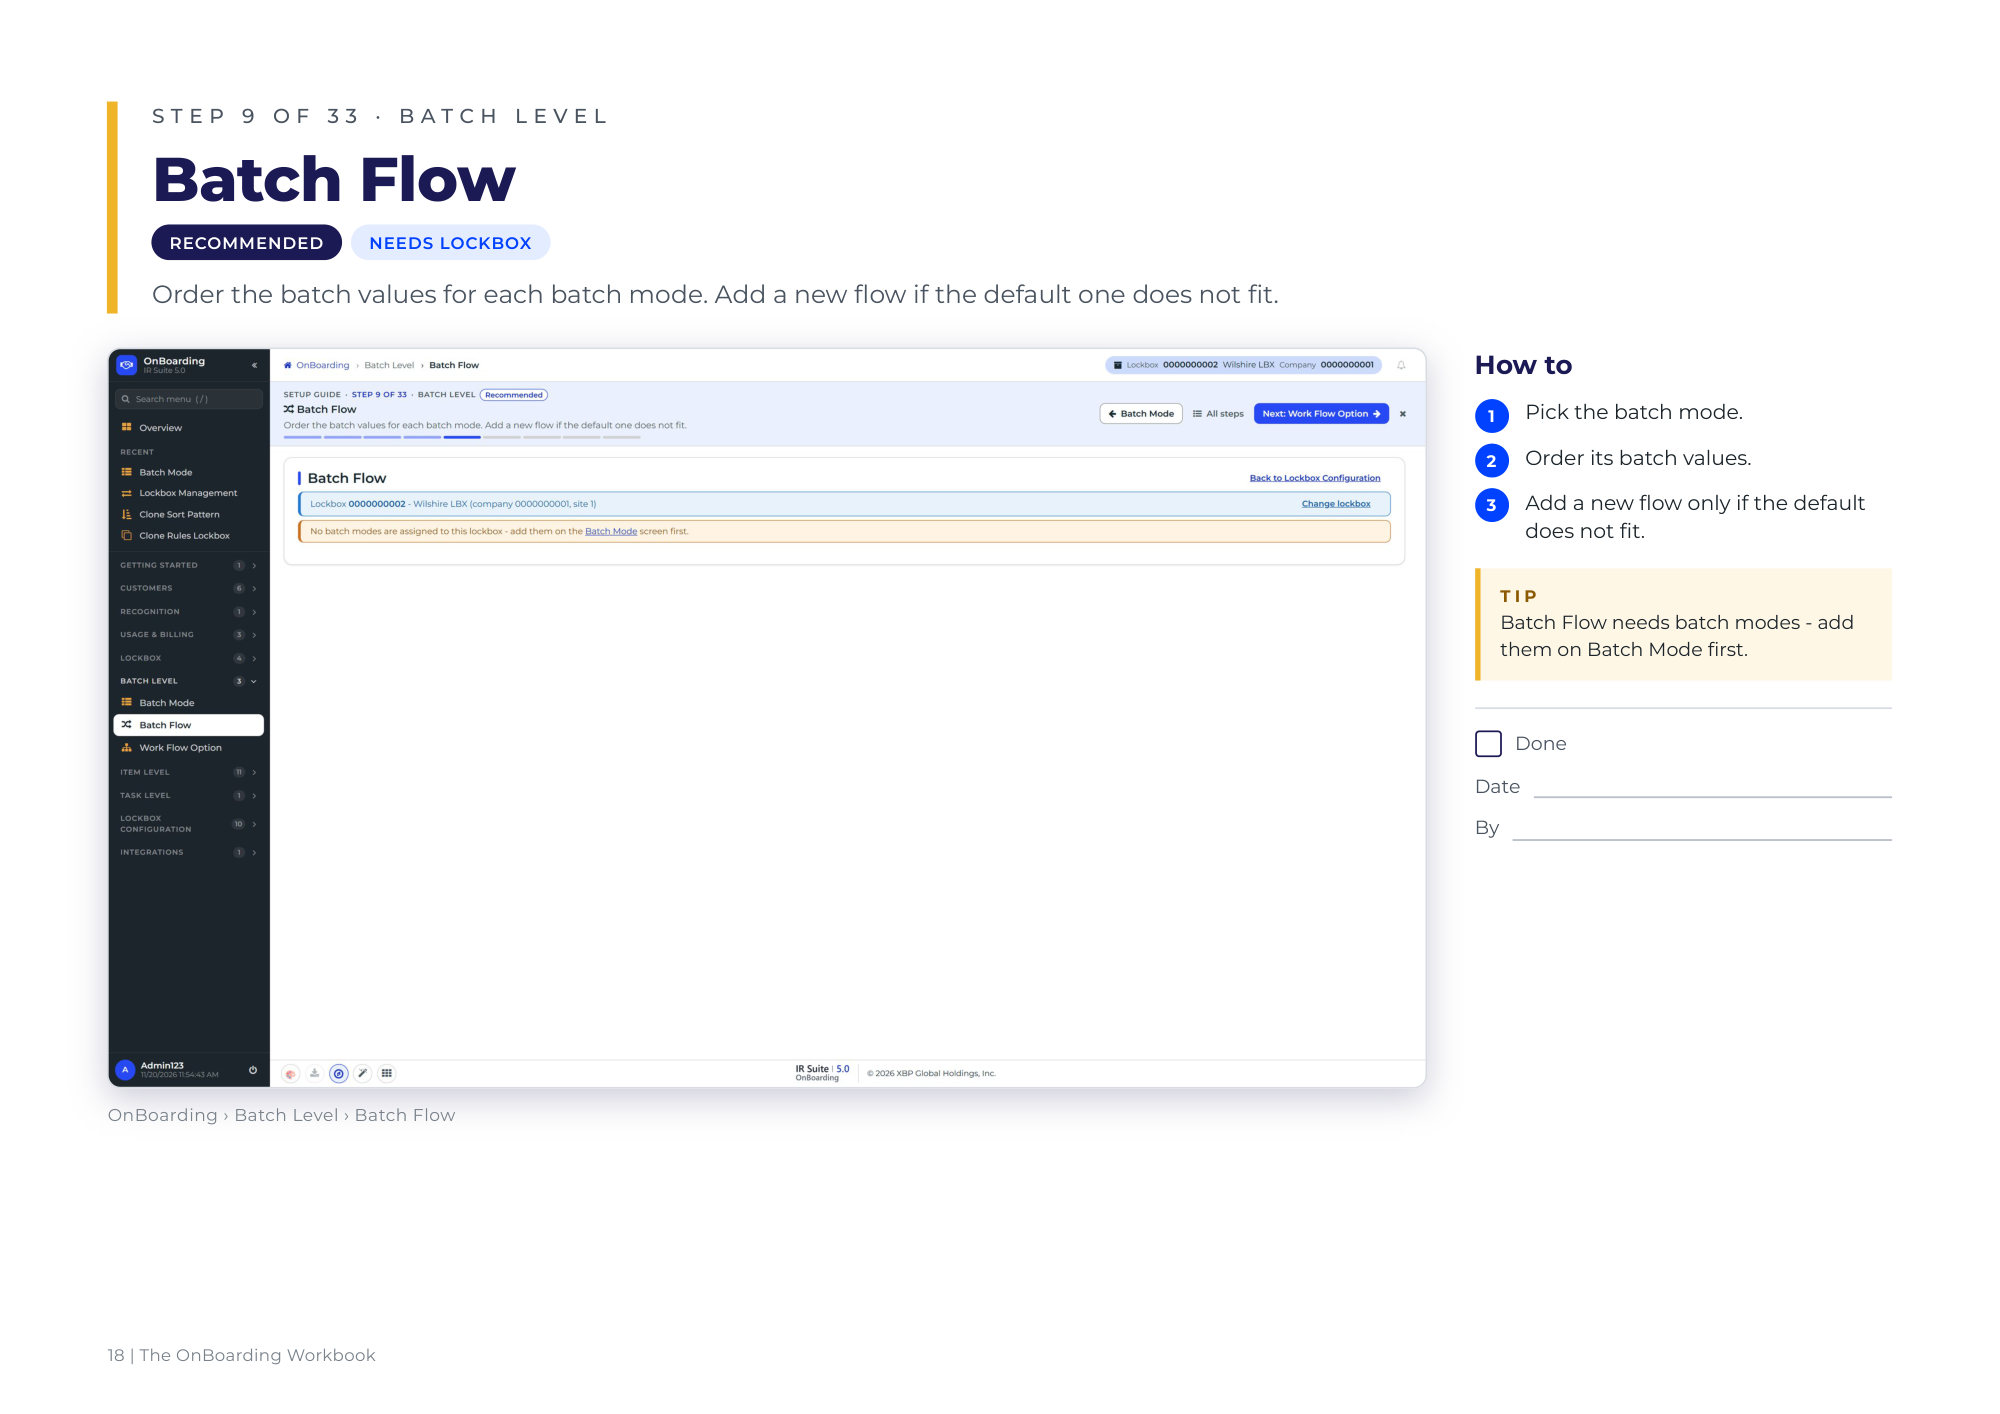 STEP 9 OF 33 · BATCH LEVEL
Batch Flow
RECOMMENDED
NEEDS LOCKBOX
Order the batch values for each batch mode. Add a new flow if the default one does not fit.
OnBoarding
IR Suite 5.0
«
Search menu ( / )
Overview
RECENT
Batch Mode
Lockbox Management
Clone Sort Pattern
Clone Rules Lockbox
GETTING STARTED 1 ›
CUSTOMERS 6 ›
RECOGNITION 1 ›
USAGE & BILLING 3 ›
LOCKBOX 4 ›
BATCH LEVEL 3
Batch Mode
Batch Flow
Work Flow Option
ITEM LEVEL 11 ›
TASK LEVEL 1 ›
LOCKBOX
CONFIGURATION 10 ›
INTEGRATIONS 1 ›
A
Admin123
11/20/2026 11:54:43 AM
OnBoarding › Batch Level › Batch Flow
Lockbox 0000000002 Wilshire LBX Company 0000000001
SETUP GUIDE · STEP 9 OF 33 · BATCH LEVEL Recommended
Batch Flow
Order the batch values for each batch mode. Add a new flow if the default one does not fit.
Batch Mode
All steps
Next: Work Flow Option
Batch Flow
Back to Lockbox Configuration
Lockbox 0000000002 - Wilshire LBX (company 0000000001, site 1)
Change lockbox
No batch modes are assigned to this lockbox - add them on the Batch Mode screen first.
IR Suite | 5.0
OnBoarding
© 2026 XBP Global Holdings, Inc.
OnBoarding › Batch Level › Batch Flow
How to
1 Pick the batch mode.
2 Order its batch values.
3 Add a new flow only if the default
does not fit.
TIP
Batch Flow needs batch modes - add
them on Batch Mode first.
Done
Date
By
18 | The OnBoarding Workbook